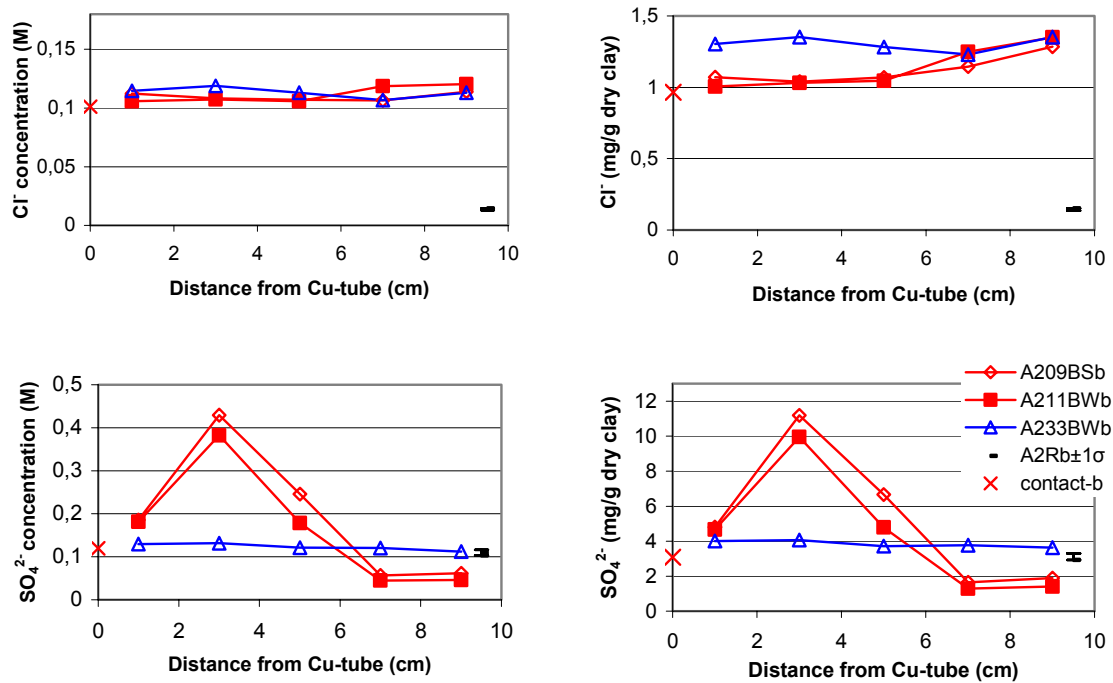 Cl⁻ concentration (M)
0,15
0,1
0,05
0
0 2 4 6 8 10
Distance from Cu-tube (cm)
Cl⁻ (mg/g dry clay)
1,5
1
0,5
0
0 2 4 6 8 10
Distance from Cu-tube (cm)
SO₄²⁻ concentration (M)
0,5
0,4
0,3
0,2
0,1
0
0 2 4 6 8 10
Distance from Cu-tube (cm)
SO₄²⁻ (mg/g dry clay)
12
10
8
6
4
2
0
0 2 4 6 8 10
Distance from Cu-tube (cm)
A209BSb
A211BWb
A233BWb
A2Rb±1σ
contact-b